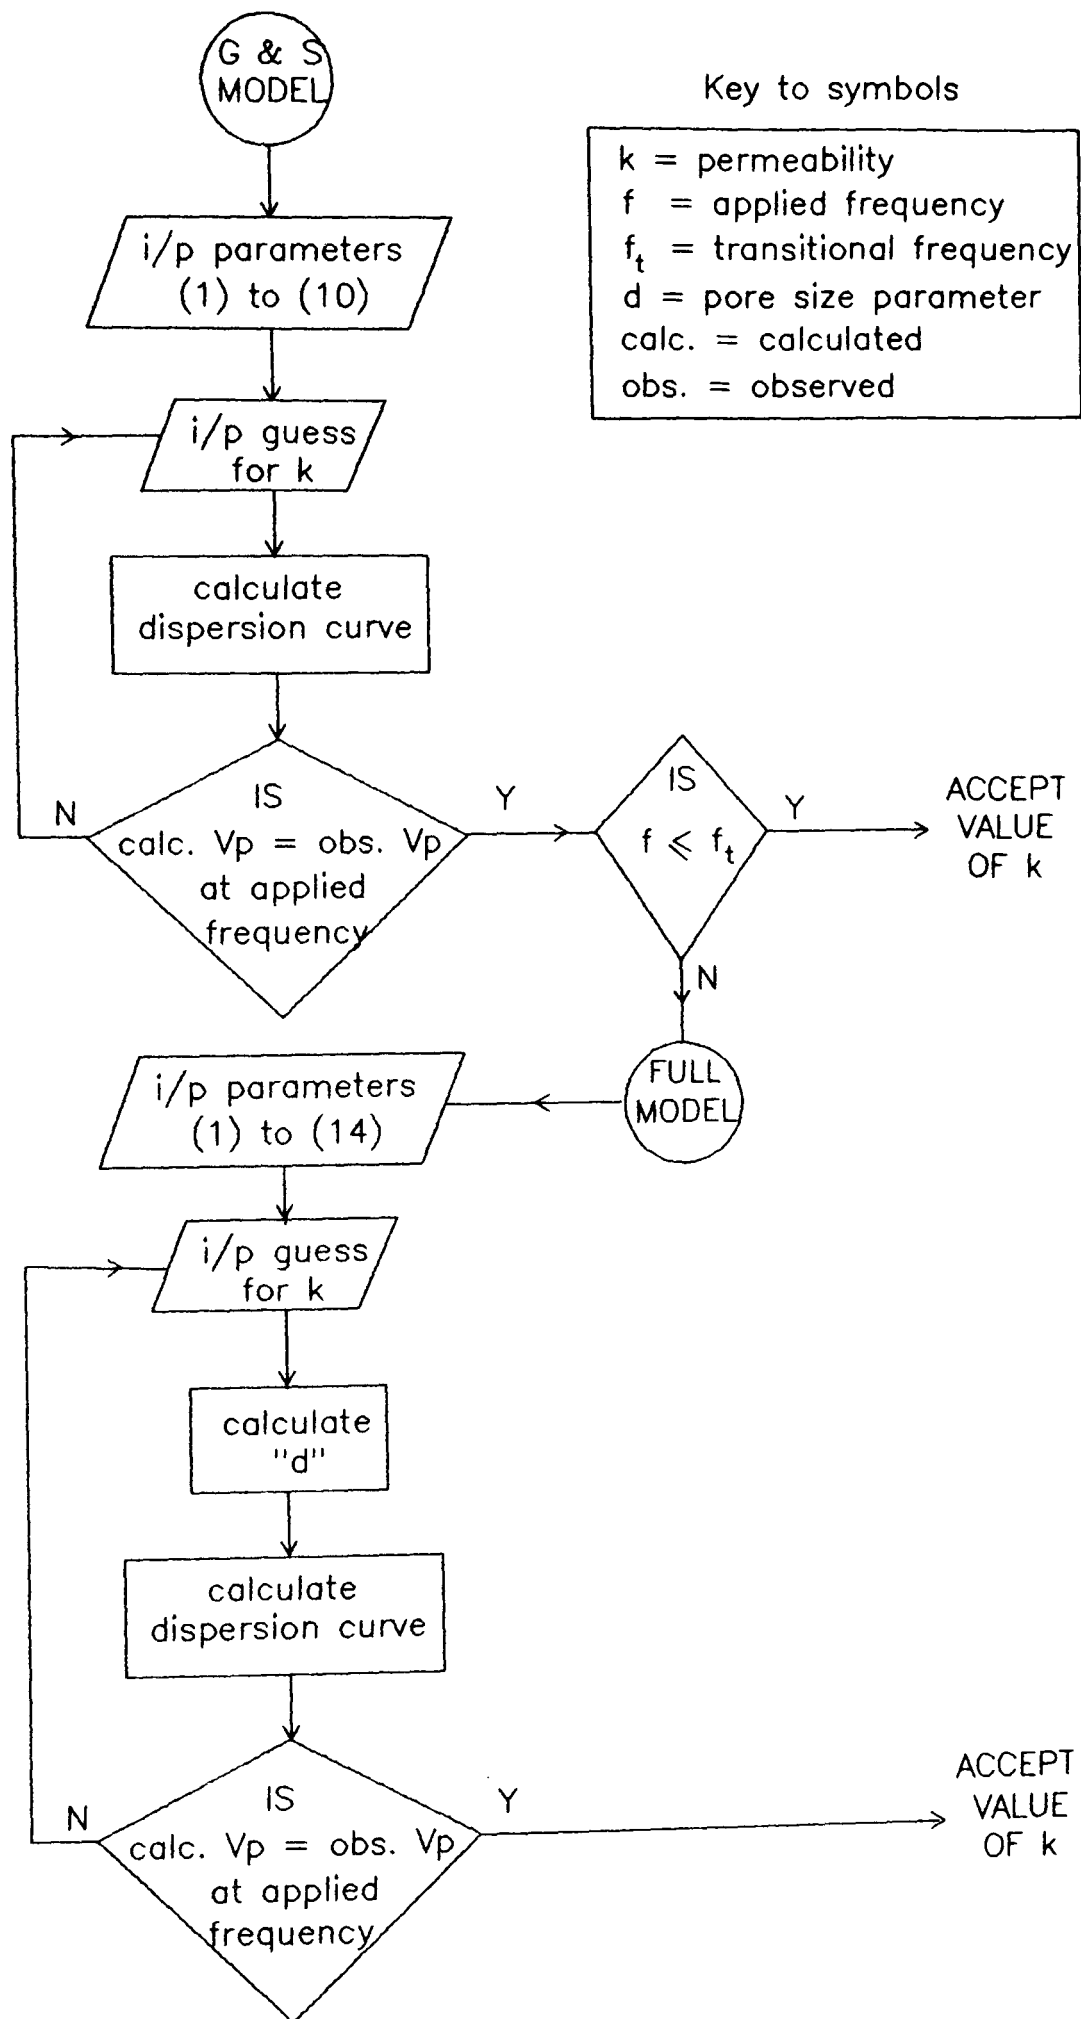 G & S
MODEL
Key to symbols
k = permeability
f = applied frequency
f_t = transitional frequency
d = pore size parameter
calc. = calculated
obs. = observed
i/p parameters
(1) to (10)
i/p guess
for k
calculate
dispersion curve
IS
calc. Vp = obs. Vp
at applied
frequency
N
Y
IS
f ⩽ f_t
Y
ACCEPT
VALUE
OF k
N
FULL
MODEL
i/p parameters
(1) to (14)
i/p guess
for k
calculate
"d"
calculate
dispersion curve
IS
calc. Vp = obs. Vp
at applied
frequency
N
Y
ACCEPT
VALUE
OF k